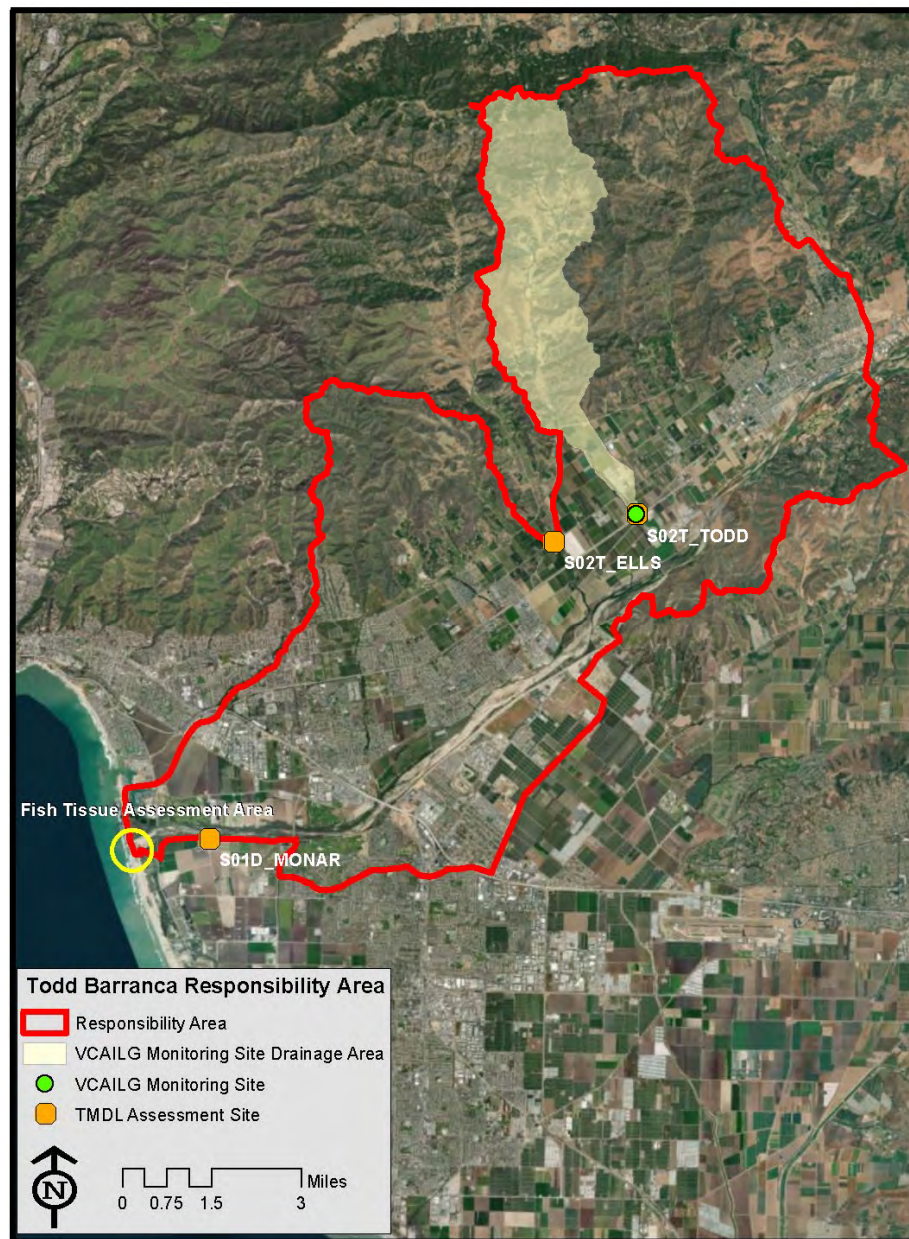 S02T_TODD
S02T_ELLS
Fish Tissue Assessment Area
S01D_MONAR
Todd Barranca Responsibility Area
Responsibility Area
VCAILG Monitoring Site Drainage Area
VCAILG Monitoring Site
TMDL Assessment Site
N
Miles
0 0.75 1.5 3